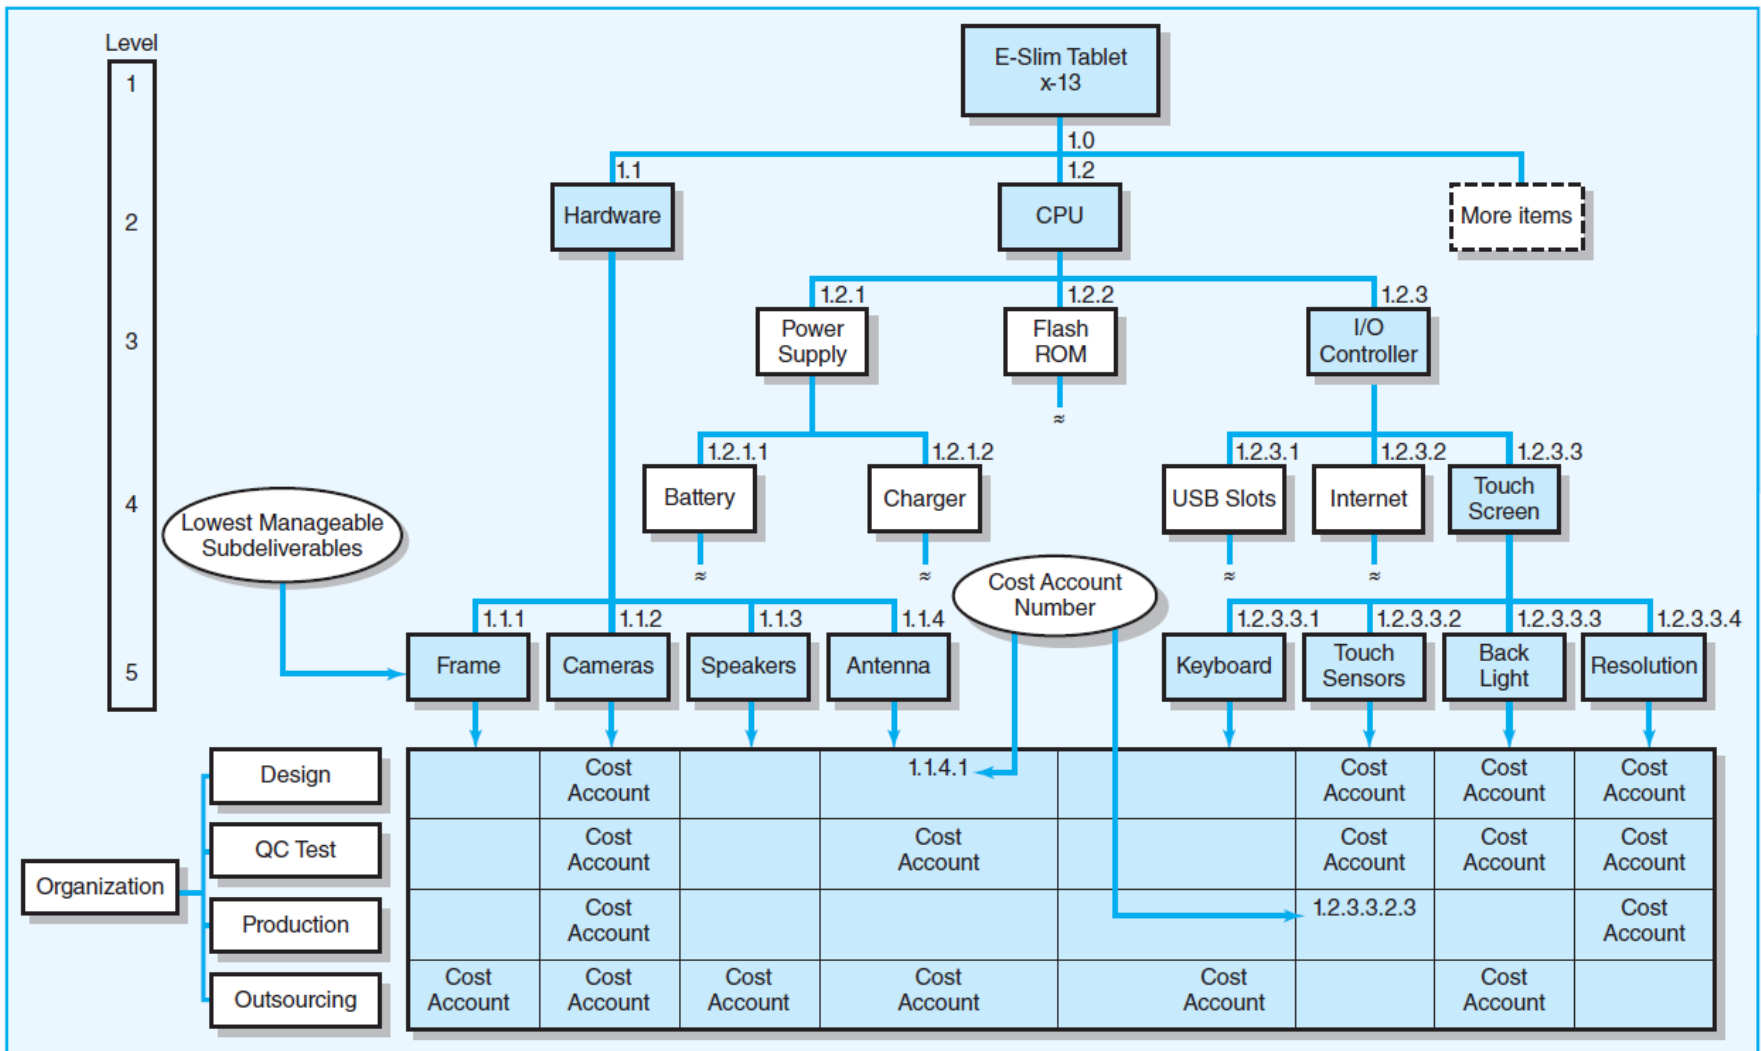 Level
1
2
3
4
5
E-Slim Tablet
x-13
1.0
1.1
1.2
Hardware
CPU
More items
1.2.1
1.2.2
1.2.3
Power
Supply
Flash
ROM
I/O
Controller
≈
1.2.1.1
1.2.1.2
1.2.3.1
1.2.3.2
1.2.3.3
Battery
Charger
USB Slots
Internet
Touch
Screen
≈
≈
≈
≈
Lowest Manageable
Subdeliverables
Cost Account
Number
1.1.1
1.1.2
1.1.3
1.1.4
1.2.3.3.1
1.2.3.3.2
1.2.3.3.3
1.2.3.3.4
Frame
Cameras
Speakers
Antenna
Keyboard
Touch
Sensors
Back
Light
Resolution
Organization
Design
Cost
Account
1.1.4.1
Cost
Account
Cost
Account
Cost
Account
QC Test
Cost
Account
Cost
Account
Cost
Account
Cost
Account
Cost
Account
Production
Cost
Account
1.2.3.3.2.3
Cost
Account
Outsourcing
Cost
Account
Cost
Account
Cost
Account
Cost
Account
Cost
Account
Cost
Account